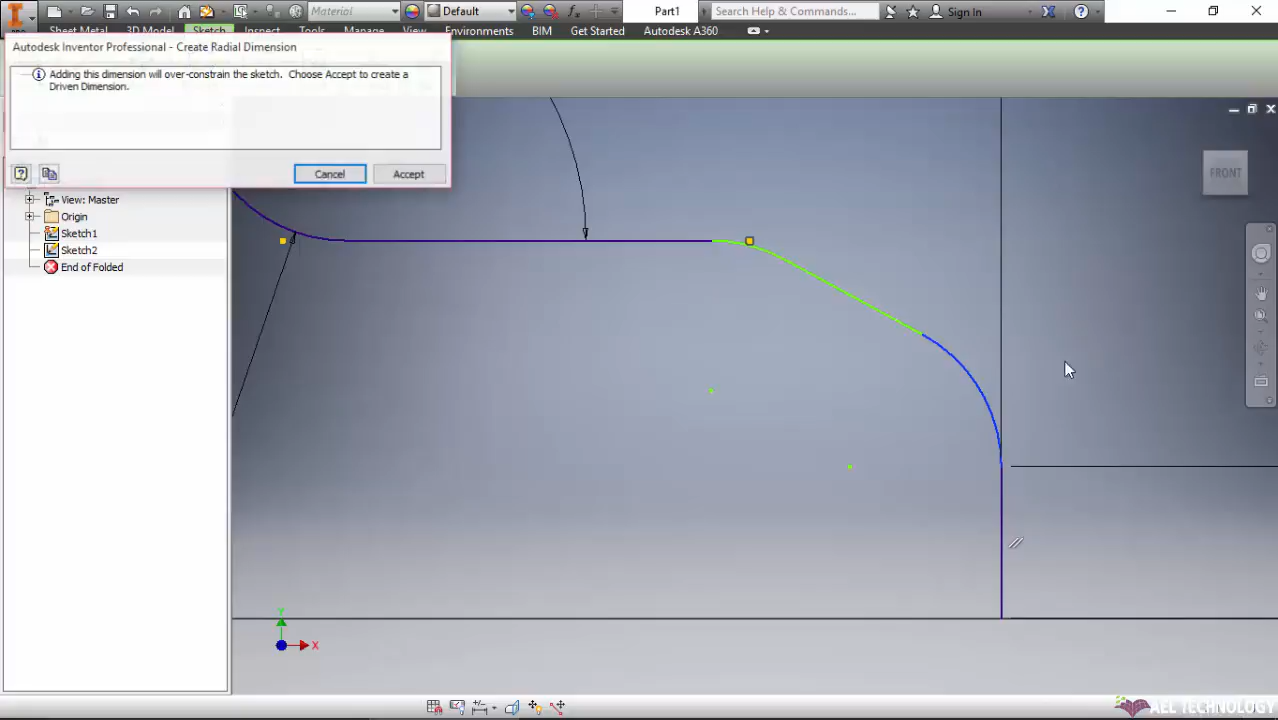 Material
Default
Part1
Search Help & Commands...
Sign In
Sketch
Inspect
Tools
Manage
View
Environments
BIM
Get Started
Autodesk A360
3D Model
Autodesk Inventor Professional - Create Radial Dimension
Adding this dimension will over-constrain the sketch. Choose Accept to create a
Driven Dimension.
Cancel
Accept
FRONT
View: Master
Origin
Sketch1
Sketch2
End of Folded
Y
X
AEL TECHNOLOGY